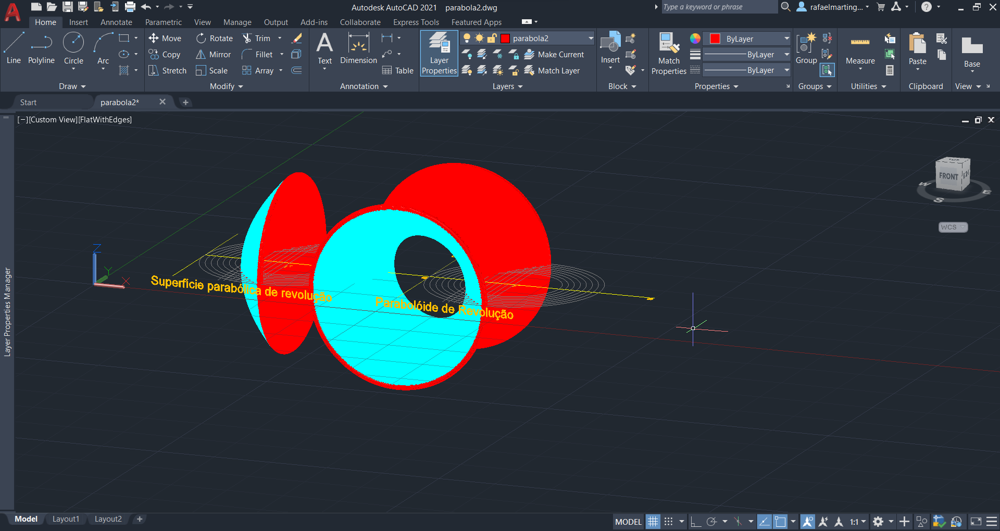 Autodesk AutoCAD 2021 parabola2.dwg
Type a keyword or phrase
rafaelmarting...
Home Insert Annotate Parametric View Manage Output Add-ins Collaborate Express Tools Featured Apps
Line Polyline Circle Arc
Draw
Move Rotate Trim
Copy Mirror Fillet
Stretch Scale Array
Modify
Text Dimension Table
Annotation
Layer Properties
parabola2
Make Current
Match Layer
Layers
Insert
Block
Match Properties
ByLayer
ByLayer
ByLayer
Properties
Group
Groups
Measure
Utilities
Paste
Clipboard
Base
View
Start parabola2*
[−][Custom View][FlatWithEdges]
TOP
FRONT
W S E
WCS
Z
Y
X
Superfície parabólica de revolução
Parabolóide de Revolução
Layer Properties Manager
Model Layout1 Layout2
MODEL 1:1